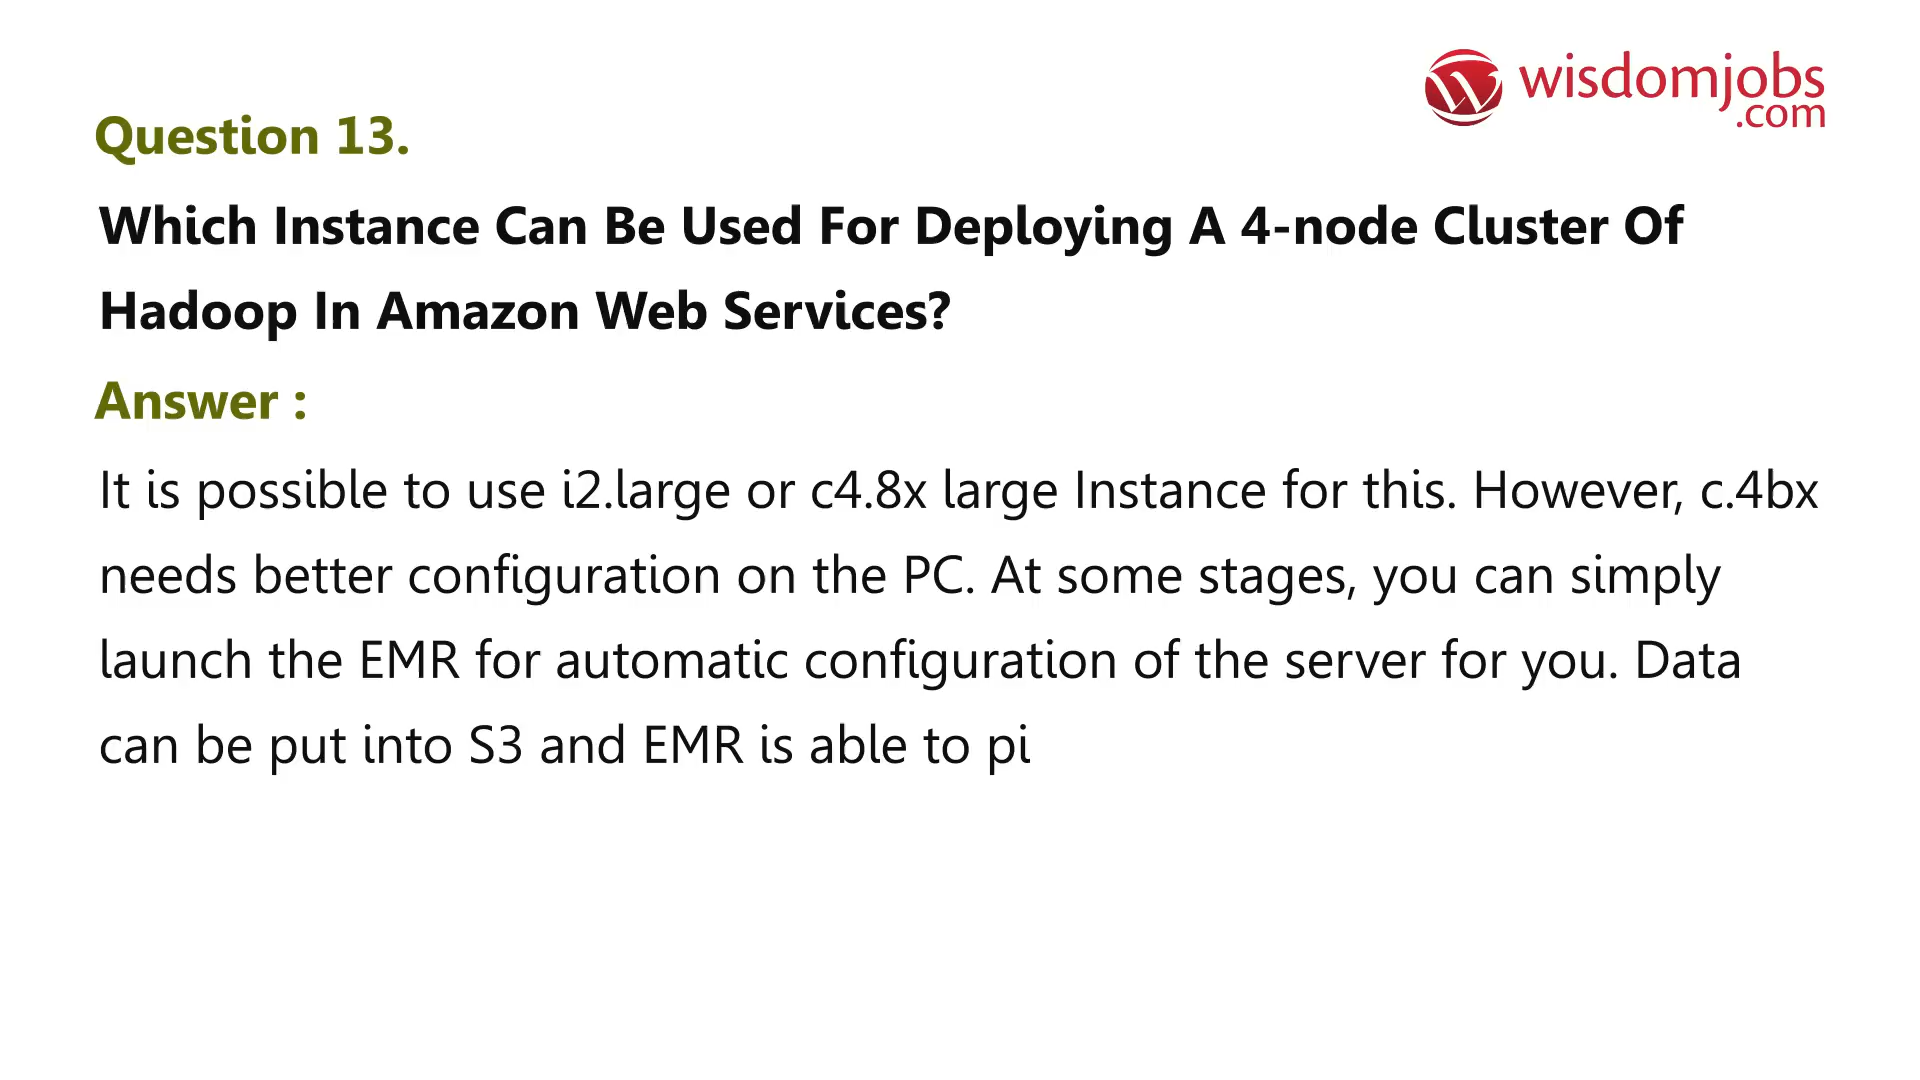 wisdomjobs
.com
Question 13.
Which Instance Can Be Used For Deploying A 4-node Cluster Of
Hadoop In Amazon Web Services?
Answer :
It is possible to use i2.large or c4.8x large Instance for this. However, c.4bx
needs better configuration on the PC. At some stages, you can simply
launch the EMR for automatic configuration of the server for you. Data
can be put into S3 and EMR is able to pi